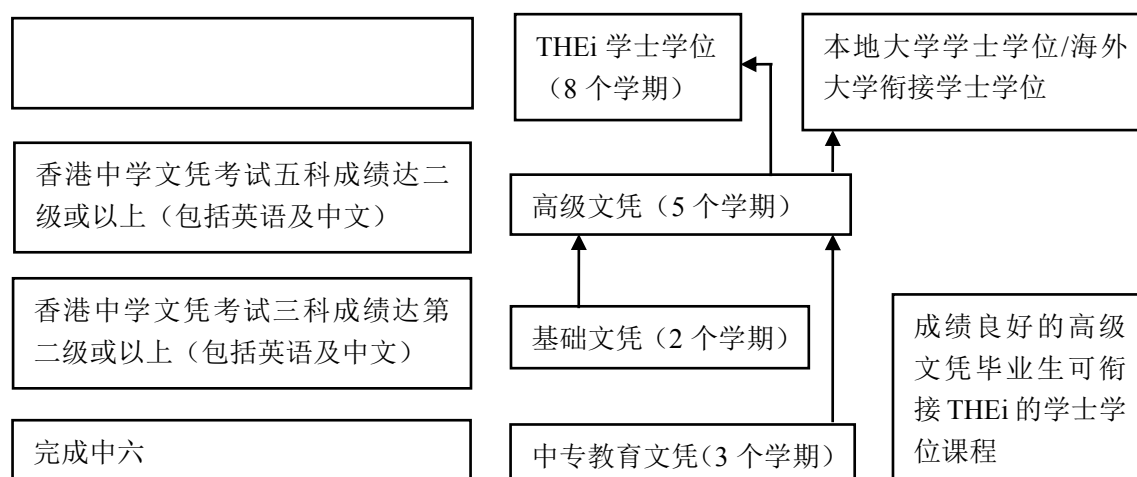 THEi 学士学位
（8 个学期）
本地大学学士学位/海外
大学衔接学士学位
香港中学文凭考试五科成绩达二
级或以上（包括英语及中文）
高级文凭（5 个学期）
香港中学文凭考试三科成绩达第
二级或以上（包括英语及中文）
基础文凭（2 个学期）
成绩良好的高级
文凭毕业生可衔
接 THEi 的学士学
位课程
完成中六
中专教育文凭（3 个学期）